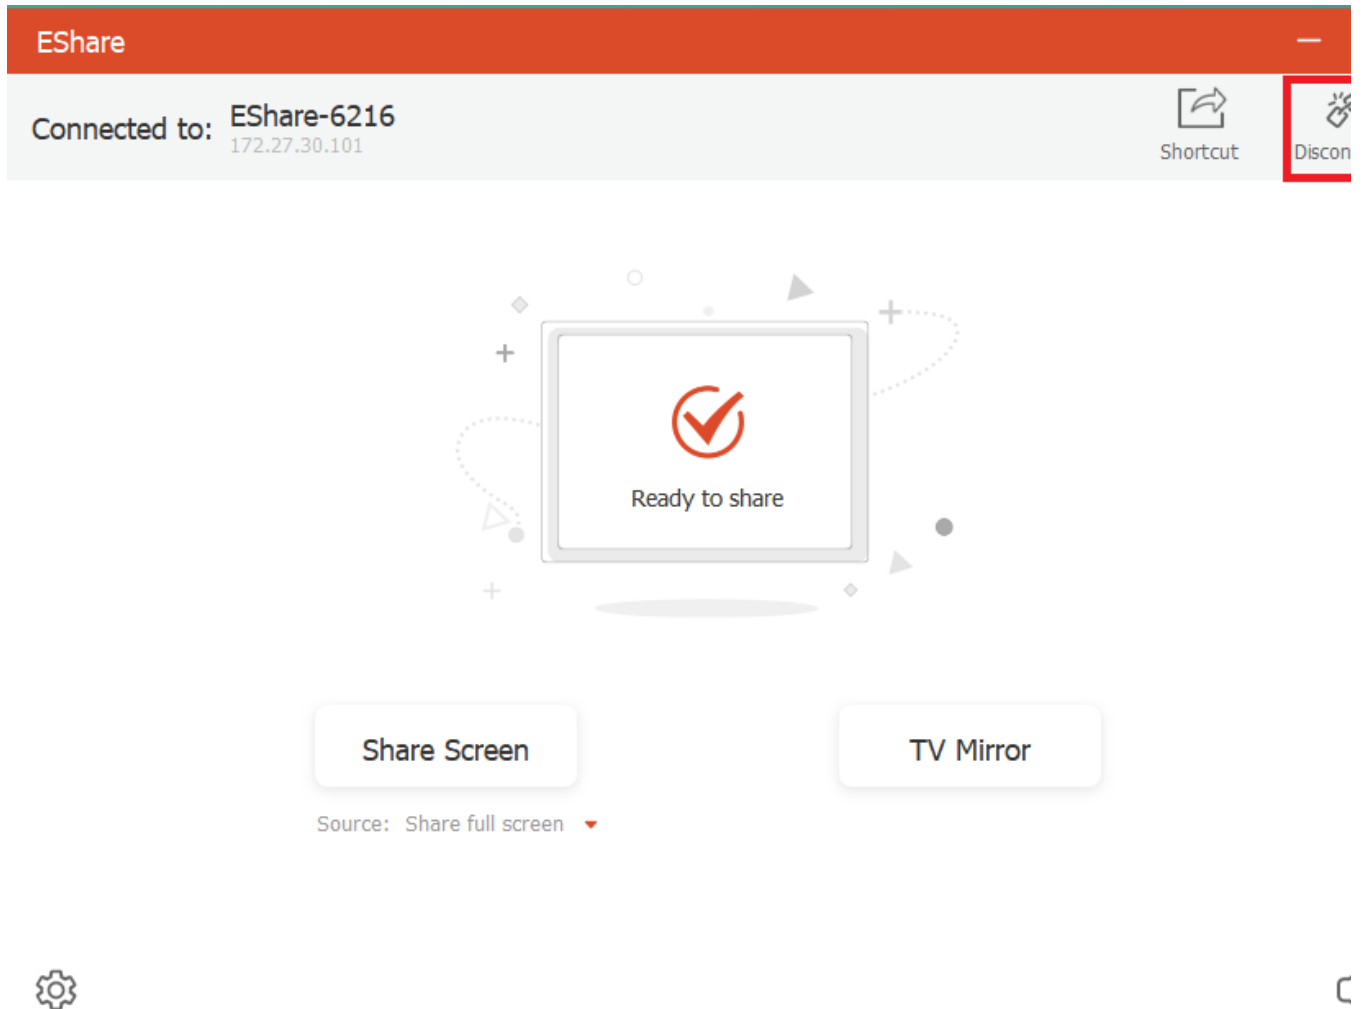 EShare
Connected to: EShare-6216
172.27.30.101
Shortcut
Ready to share
Share Screen
TV Mirror
Source: Share full screen